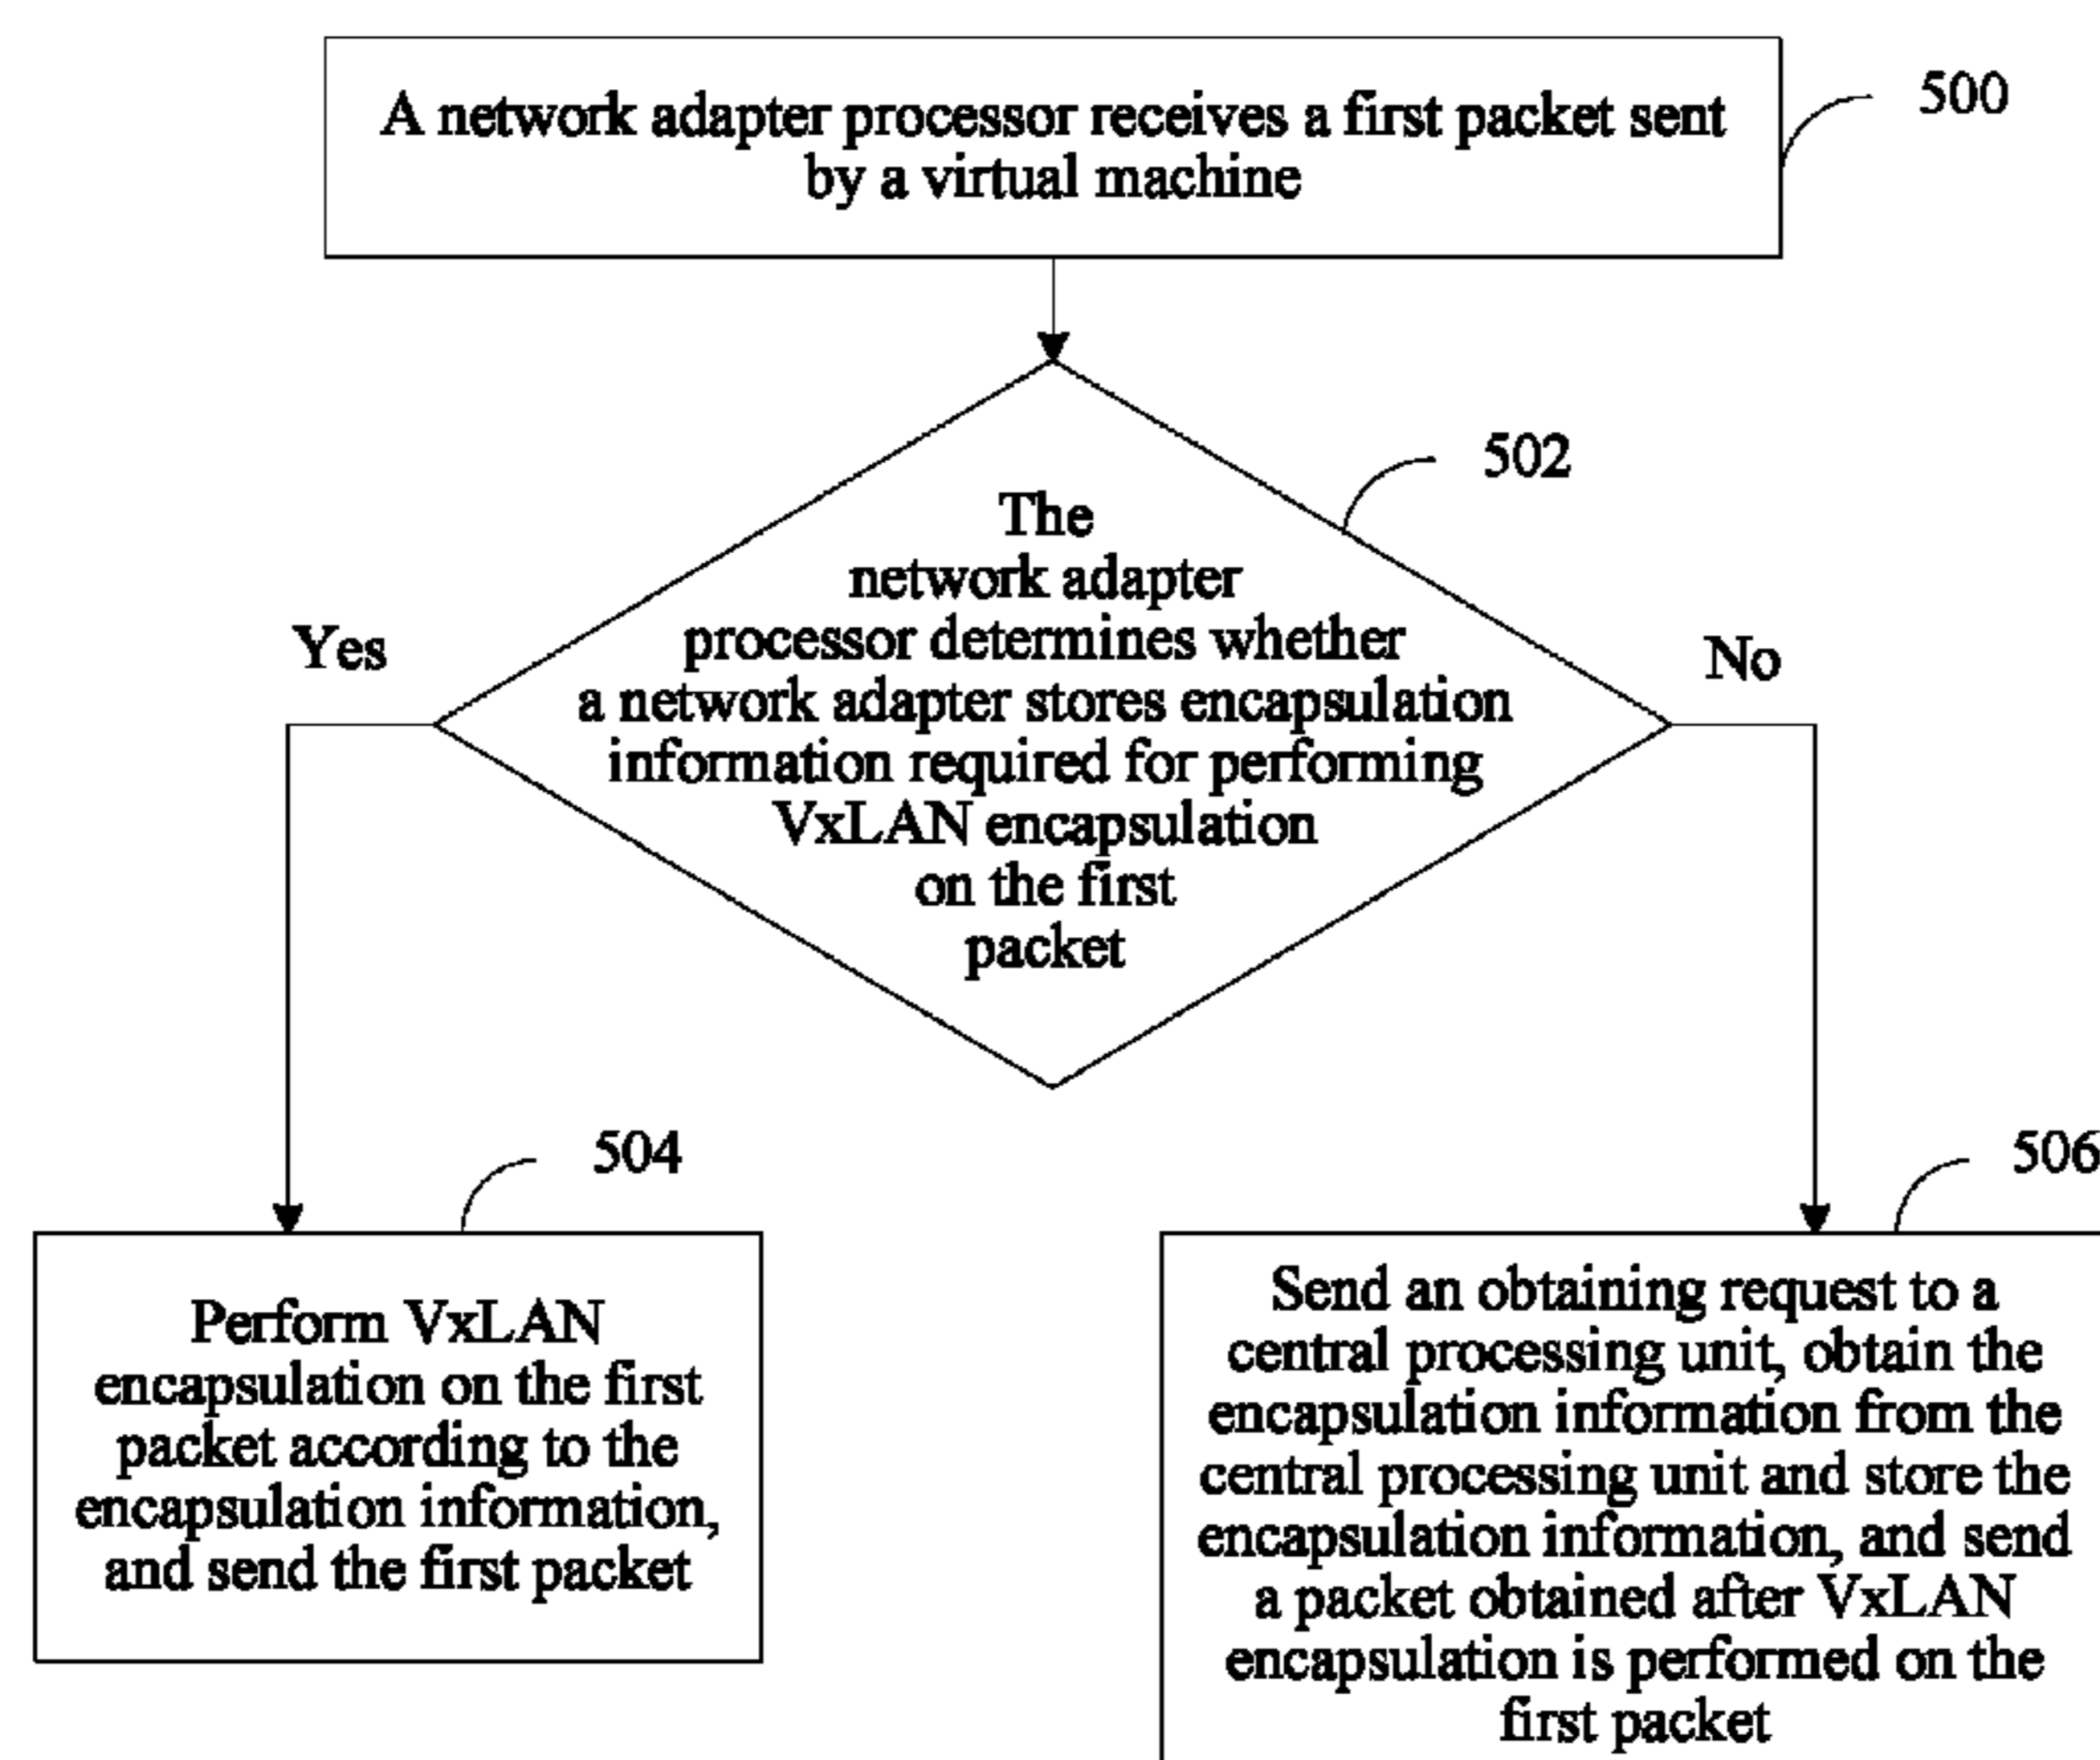 A network adapter processor receives a first packet sent
by a virtual machine
500
502
The
network adapter
processor determines whether
a network adapter stores encapsulation
information required for performing
VxLAN encapsulation
on the first
packet
Yes
No
504
Perform VxLAN
encapsulation on the first
packet according to the
encapsulation information,
and send the first packet
506
Send an obtaining request to a
central processing unit, obtain the
encapsulation information from the
central processing unit and store the
encapsulation information, and send
a packet obtained after VxLAN
encapsulation is performed on the
first packet